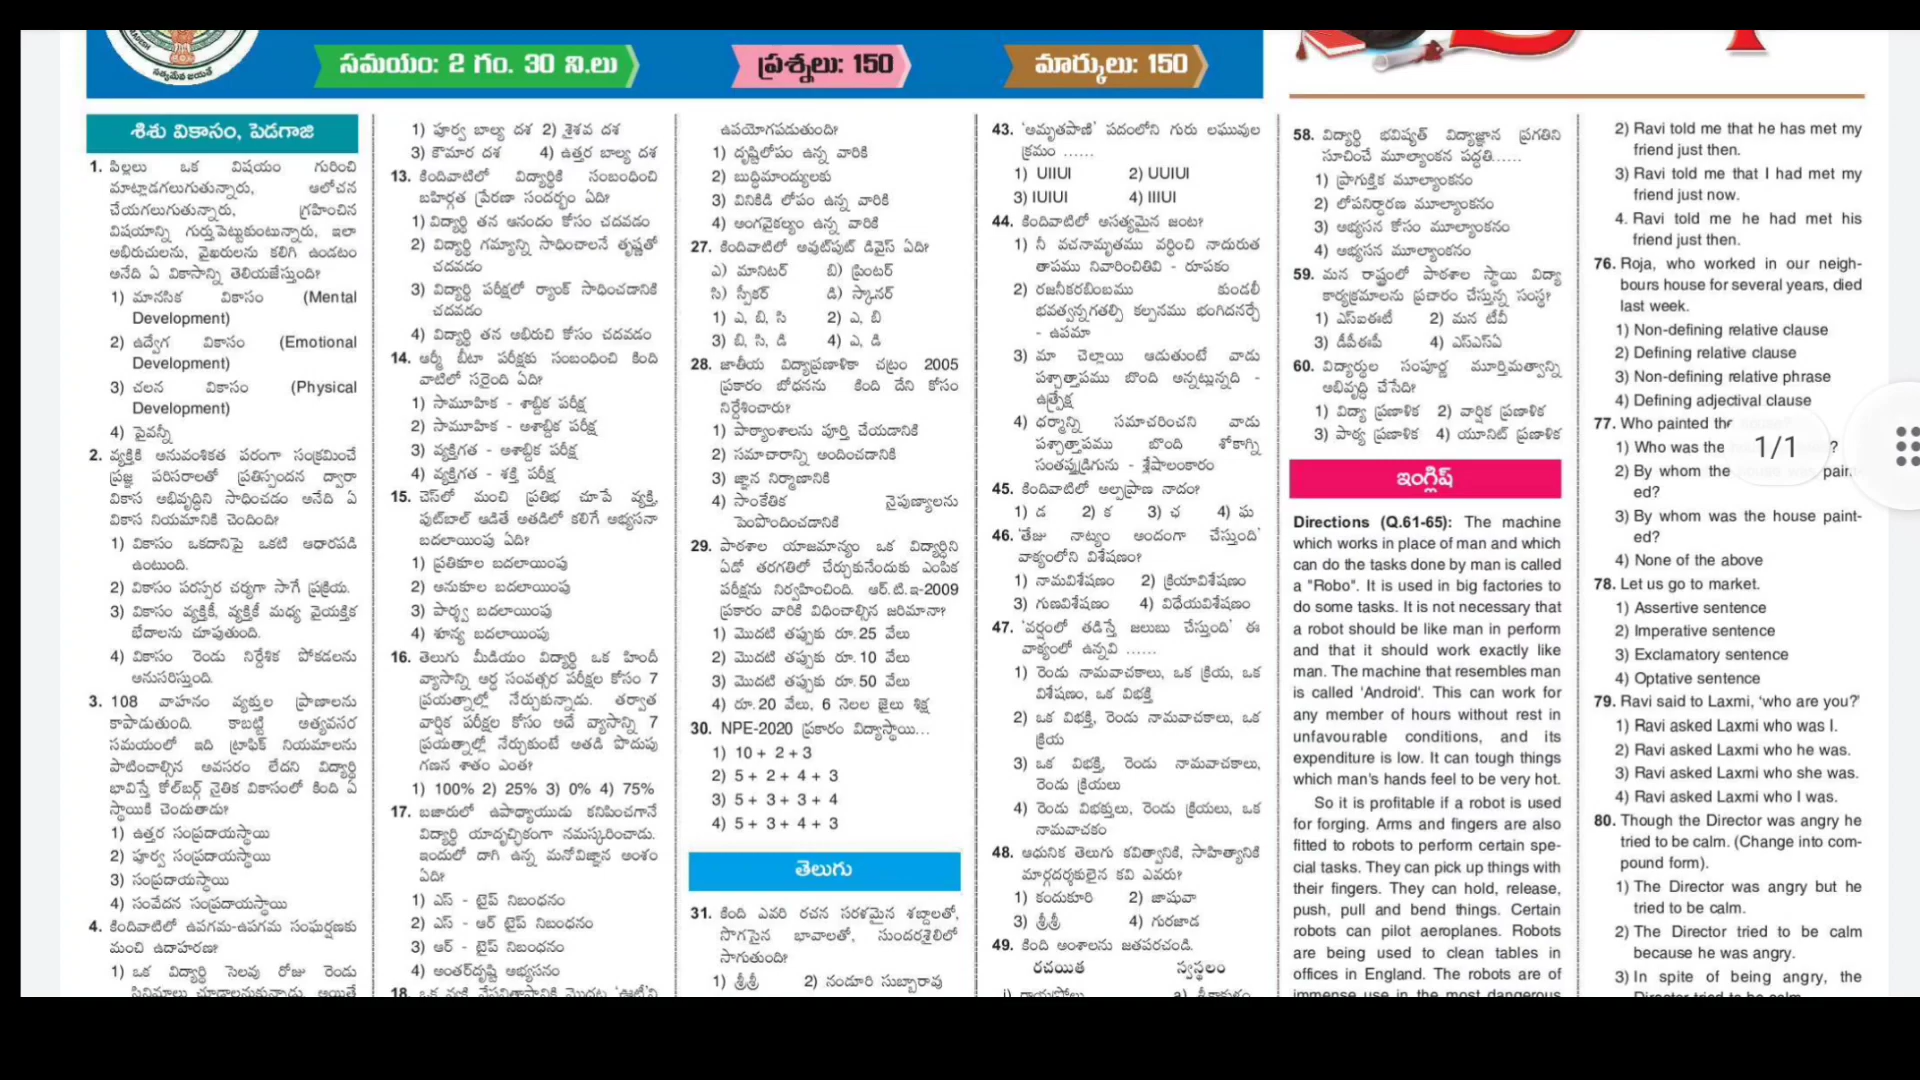 సత్యమేవ జయతే
సమయం: 2 గం. 30 ని.లు
ప్రశ్నలు: 150
మార్కులు: 150
శిశు వికాసం, పెడగాజి
1. పిల్లలు ఒక విషయం గురించి
మాట్లాడగలుగుతున్నారు, ఆలోచన
చేయగలుగుతున్నారు, గ్రహించిన
విషయాన్ని గుర్తుపెట్టుకుంటున్నారు, ఇలా
అభిరుచులను, వైఖరులను కలిగి ఉండటం
అనేది ఏ వికాసాన్ని తెలియజేస్తుంది?
1) మానసిక వికాసం (Mental
Development)
2) ఉద్వేగ వికాసం (Emotional
Development)
3) చలన వికాసం (Physical
Development)
4) పైవన్నీ
2. వ్యక్తికి అనువంశికత పరంగా సంక్రమించే
ప్రజ్ఞ పరిసరాలతో ప్రతిస్పందన ద్వారా
వికాస అభివృద్ధిని సాధించడం అనేది ఏ
వికాస నియమానికి చెందింది?
1) వికాసం ఒకదానిపై ఒకటి ఆధారపడి
ఉంటుంది.
2) వికాసం పరస్పర చర్యగా సాగే ప్రక్రియ.
3) వికాసం వ్యక్తికీ, వ్యక్తికీ మధ్య వైయక్తిక
భేదాలను చూపుతుంది.
4) వికాసం రెండు నిర్దేశిక పోకడలను
అనుసరిస్తుంది.
3. 108 వాహనం వ్యక్తుల ప్రాణాలను
కాపాడుతుంది. కాబట్టి అత్యవసర
సమయంలో ఇది ట్రాఫిక్ నియమాలను
పాటించాల్సిన అవసరం లేదని విద్యార్థి
భావిస్తే కోల్‌బర్గ్ నైతిక వికాసంలో కింది ఏ
స్థాయికి చెందుతాడు?
1) ఉత్తర సంప్రదాయస్థాయి
2) పూర్వ సంప్రదాయస్థాయి
3) సంప్రదాయస్థాయి
4) సంవేదన సంప్రదాయస్థాయి
4. కిందివాటిలో ఉపగమ-ఉపగమ సంఘర్షణకు
మంచి ఉదాహరణ?
1) ఒక విద్యార్థి సెలవు రోజు రెండు
సినిమాలు చూడాలనుకున్నాడు. అయితే
1) పూర్వ బాల్య దశ 2) శైశవ దశ
3) కౌమార దశ 4) ఉత్తర బాల్య దశ
13. కిందివాటిలో విద్యార్థికి సంబంధించి
బహిర్గత ప్రేరణా సందర్భం ఏది?
1) విద్యార్థి తన ఆనందం కోసం చదవడం
2) విద్యార్థి గమ్యాన్ని సాధించాలనే తృష్ణతో
చదవడం
3) విద్యార్థి పరీక్షలో ర్యాంక్ సాధించడానికి
చదవడం
4) విద్యార్థి తన అభిరుచి కోసం చదవడం
14. ఆర్మీ బీటా పరీక్షకు సంబంధించి కింది
వాటిలో సరైంది ఏది?
1) సామూహిక - శాబ్దిక పరీక్ష
2) సామూహిక - అశాబ్దిక పరీక్ష
3) వ్యక్తిగత - అశాబ్దిక పరీక్ష
4) వ్యక్తిగత - శక్తి పరీక్ష
15. చెస్‌లో మంచి ప్రతిభ చూపే వ్యక్తి,
ఫుట్‌బాల్ ఆడితే అతడిలో కలిగే అభ్యసనా
బదలాయింపు ఏది?
1) ప్రతికూల బదలాయింపు
2) అనుకూల బదలాయింపు
3) పార్శ్వ బదలాయింపు
4) శూన్య బదలాయింపు
16. తెలుగు మీడియం విద్యార్థి ఒక హిందీ
వ్యాసాన్ని అర్ధ సంవత్సర పరీక్షల కోసం 7
ప్రయత్నాల్లో నేర్చుకున్నాడు. తర్వాత
వార్షిక పరీక్షల కోసం అదే వ్యాసాన్ని 7
ప్రయత్నాల్లో నేర్చుకుంటే అతడి పొదుపు
గణన శాతం ఎంత?
1) 100% 2) 25% 3) 0% 4) 75%
17. బజారులో ఉపాధ్యాయుడు కనిపించగానే
విద్యార్థి యాదృచ్ఛికంగా నమస్కరించాడు.
ఇందులో దాగి ఉన్న మనోవిజ్ఞాన అంశం
ఏది?
1) ఎస్ - టైప్ నిబంధనం
2) ఎస్ - ఆర్ టైప్ నిబంధనం
3) ఆర్ - టైప్ నిబంధనం
4) అంతర్‌దృష్టి అభ్యసనం
ఉపయోగపడుతుంది?
1) దృష్టిలోపం ఉన్న వారికి
2) బుద్ధిమాంద్యులకు
3) వినికిడి లోపం ఉన్న వారికి
4) అంగవైకల్యం ఉన్న వారికి
27. కిందివాటిలో అవుట్‌పుట్ డివైస్ ఏది?
ఎ) మానిటర్ బి) ప్రింటర్
సి) స్పీకర్ డి) స్కానర్
1) ఎ, బి, సి 2) ఎ, బి
3) బి, సి, డి 4) ఎ, డి
28. జాతీయ విద్యాప్రణాళికా చట్రం 2005
ప్రకారం బోధనను కింది దేని కోసం
నిర్దేశించారు?
1) పాఠ్యాంశాలను పూర్తి చేయడానికి
2) సమాచారాన్ని అందించడానికి
3) జ్ఞాన నిర్మాణానికి
4) సాంకేతిక నైపుణ్యాలను
పెంపొందించడానికి
29. పాఠశాల యాజమాన్యం ఒక విద్యార్థిని
ఏడో తరగతిలో చేర్చుకునేందుకు ఎంపిక
పరీక్షను నిర్వహించింది. ఆర్.టి.ఇ-2009
ప్రకారం వారికి విధించాల్సిన జరిమానా?
1) మొదటి తప్పుకు రూ.25 వేలు
2) మొదటి తప్పుకు రూ.10 వేలు
3) మొదటి తప్పుకు రూ.50 వేలు
4) రూ.20 వేలు, 6 నెలల జైలు శిక్ష
30. NPE-2020 ప్రకారం విద్యాస్థాయి...
1) 10 + 2 + 3
2) 5 + 2 + 4 + 3
3) 5 + 3 + 3 + 4
4) 5 + 3 + 4 + 3
తెలుగు
31. కింది ఎవరి రచన సరళమైన శబ్దాలతో,
సొగసైన భావాలతో, సుందరశైలిలో
సాగుతుంది?
1) శ్రీశ్రీ 2) నండూరి సుబ్బారావు
43. 'అమృతపాణి' పదంలోని గురు లఘువుల
క్రమం ......
1) UIIUI 2) UUIUI
3) IUIUI 4) IIIUI
44. కిందివాటిలో అసత్యమైన జంట?
1) నీ వచనామృతము వర్ధించి నాదురుత
తాపము నివారించితివి - రూపకం
2) రజనీకరబింబము కుండలీ
భవత్పన్నగతల్పి కల్పనము భంగిదనర్చే
- ఉపమా
3) మా చెల్లాయి ఆడుతుంటే వాడు
పశ్చాత్తాపము బొంది అన్నట్లున్నది -
ఉత్ప్రేక్ష
4) ధర్మాన్ని సమాచరించని వాడు
పశ్చాత్తాపము బొంది శోకాగ్ని
సంతప్తుడ్రిగును - శ్లేషాలంకారం
45. కిందివాటిలో అల్పప్రాణ నాదం?
1) డ 2) క 3) ఛ 4) ఘ
46. 'తేజు నాట్యం అందంగా చేస్తుంది'
వాక్యంలోని విశేషణం?
1) నామవిశేషణం 2) క్రియావిశేషణం
3) గుణవిశేషణం 4) విధేయవిశేషణం
47. 'వర్షంలో తడిస్తే జలుబు చేస్తుంది' ఈ
వాక్యంలో ఉన్నవి ......
1) రెండు నామవాచకాలు, ఒక క్రియ, ఒక
విశేషణం, ఒక విభక్తి
2) ఒక విభక్తి, రెండు నామవాచకాలు, ఒక
క్రియ
3) ఒక విభక్తి, రెండు నామవాచకాలు,
రెండు క్రియలు
4) రెండు విభక్తులు, రెండు క్రియలు, ఒక
నామవాచకం
48. ఆధునిక తెలుగు కవిత్వానికి, సాహిత్యానికి
మార్గదర్శకులైన కవి ఎవరు?
1) కందుకూరి 2) జాషువా
3) శ్రీశ్రీ 4) గురజాడ
49. కింది అంశాలను జతపరచండి.
రచయిత స్వస్థలం
58. విద్యార్థి భవిష్యత్ విద్యాజ్ఞాన ప్రగతిని
సూచించే మూల్యాంకన పద్ధతి......
1) ప్రాగుక్తిక మూల్యాంకనం
2) లోపనిర్ధారణ మూల్యాంకనం
3) అభ్యసన కోసం మూల్యాంకనం
4) అభ్యసన మూల్యాంకనం
59. మన రాష్ట్రంలో పాఠశాల స్థాయి విద్యా
కార్యక్రమాలను ప్రచారం చేస్తున్న సంస్థ?
1) ఎస్ఐఈటీ 2) మన టీవీ
3) డీపీఈపీ 4) ఎస్ఎస్ఏ
60. విద్యార్థుల సంపూర్ణ మూర్తిమత్వాన్ని
అభివృద్ధి చేసేది?
1) విద్యా ప్రణాళిక 2) వార్షిక ప్రణాళిక
3) పాఠ్య ప్రణాళిక 4) యూనిట్ ప్రణాళిక
ఇంగ్లిష్
Directions (Q.61-65): The machine
which works in place of man and which
can do the tasks done by man is called
a "Robo". It is used in big factories to
do some tasks. It is not necessary that
a robot should be like man in perform
and that it should work exactly like
man. The machine that resembles man
is called 'Android'. This can work for
any member of hours without rest in
unfavourable conditions, and its
expenditure is low. It can tough things
which man's hands feel to be very hot.
So it is profitable if a robot is used
for forging. Arms and fingers are also
fitted to robots to perform certain spe-
cial tasks. They can pick up things with
their fingers. They can hold, release,
push, pull and bend things. Certain
robots can pilot aeroplanes. Robots
are being used to clean tables in
offices in England. The robots are of
immense use in the most dangerous
2) Ravi told me that he has met my
friend just then.
3) Ravi told me that I had met my
friend just now.
4. Ravi told me he had met his
friend just then.
76. Roja, who worked in our neigh-
bours house for several years, died
last week.
1) Non-defining relative clause
2) Defining relative clause
3) Non-defining relative phrase
4) Defining adjectival clause
77. Who painted the
1) Who was the ?
2) By whom the paint-
ed?
3) By whom was the house paint-
ed?
4) None of the above
1/1
78. Let us go to market.
1) Assertive sentence
2) Imperative sentence
3) Exclamatory sentence
4) Optative sentence
79. Ravi said to Laxmi, 'who are you?'
1) Ravi asked Laxmi who was I.
2) Ravi asked Laxmi who he was.
3) Ravi asked Laxmi who she was.
4) Ravi asked Laxmi who I was.
80. Though the Director was angry he
tried to be calm. (Change into com-
pound form).
1) The Director was angry but he
tried to be calm.
2) The Director tried to be calm
because he was angry.
3) In spite of being angry, the